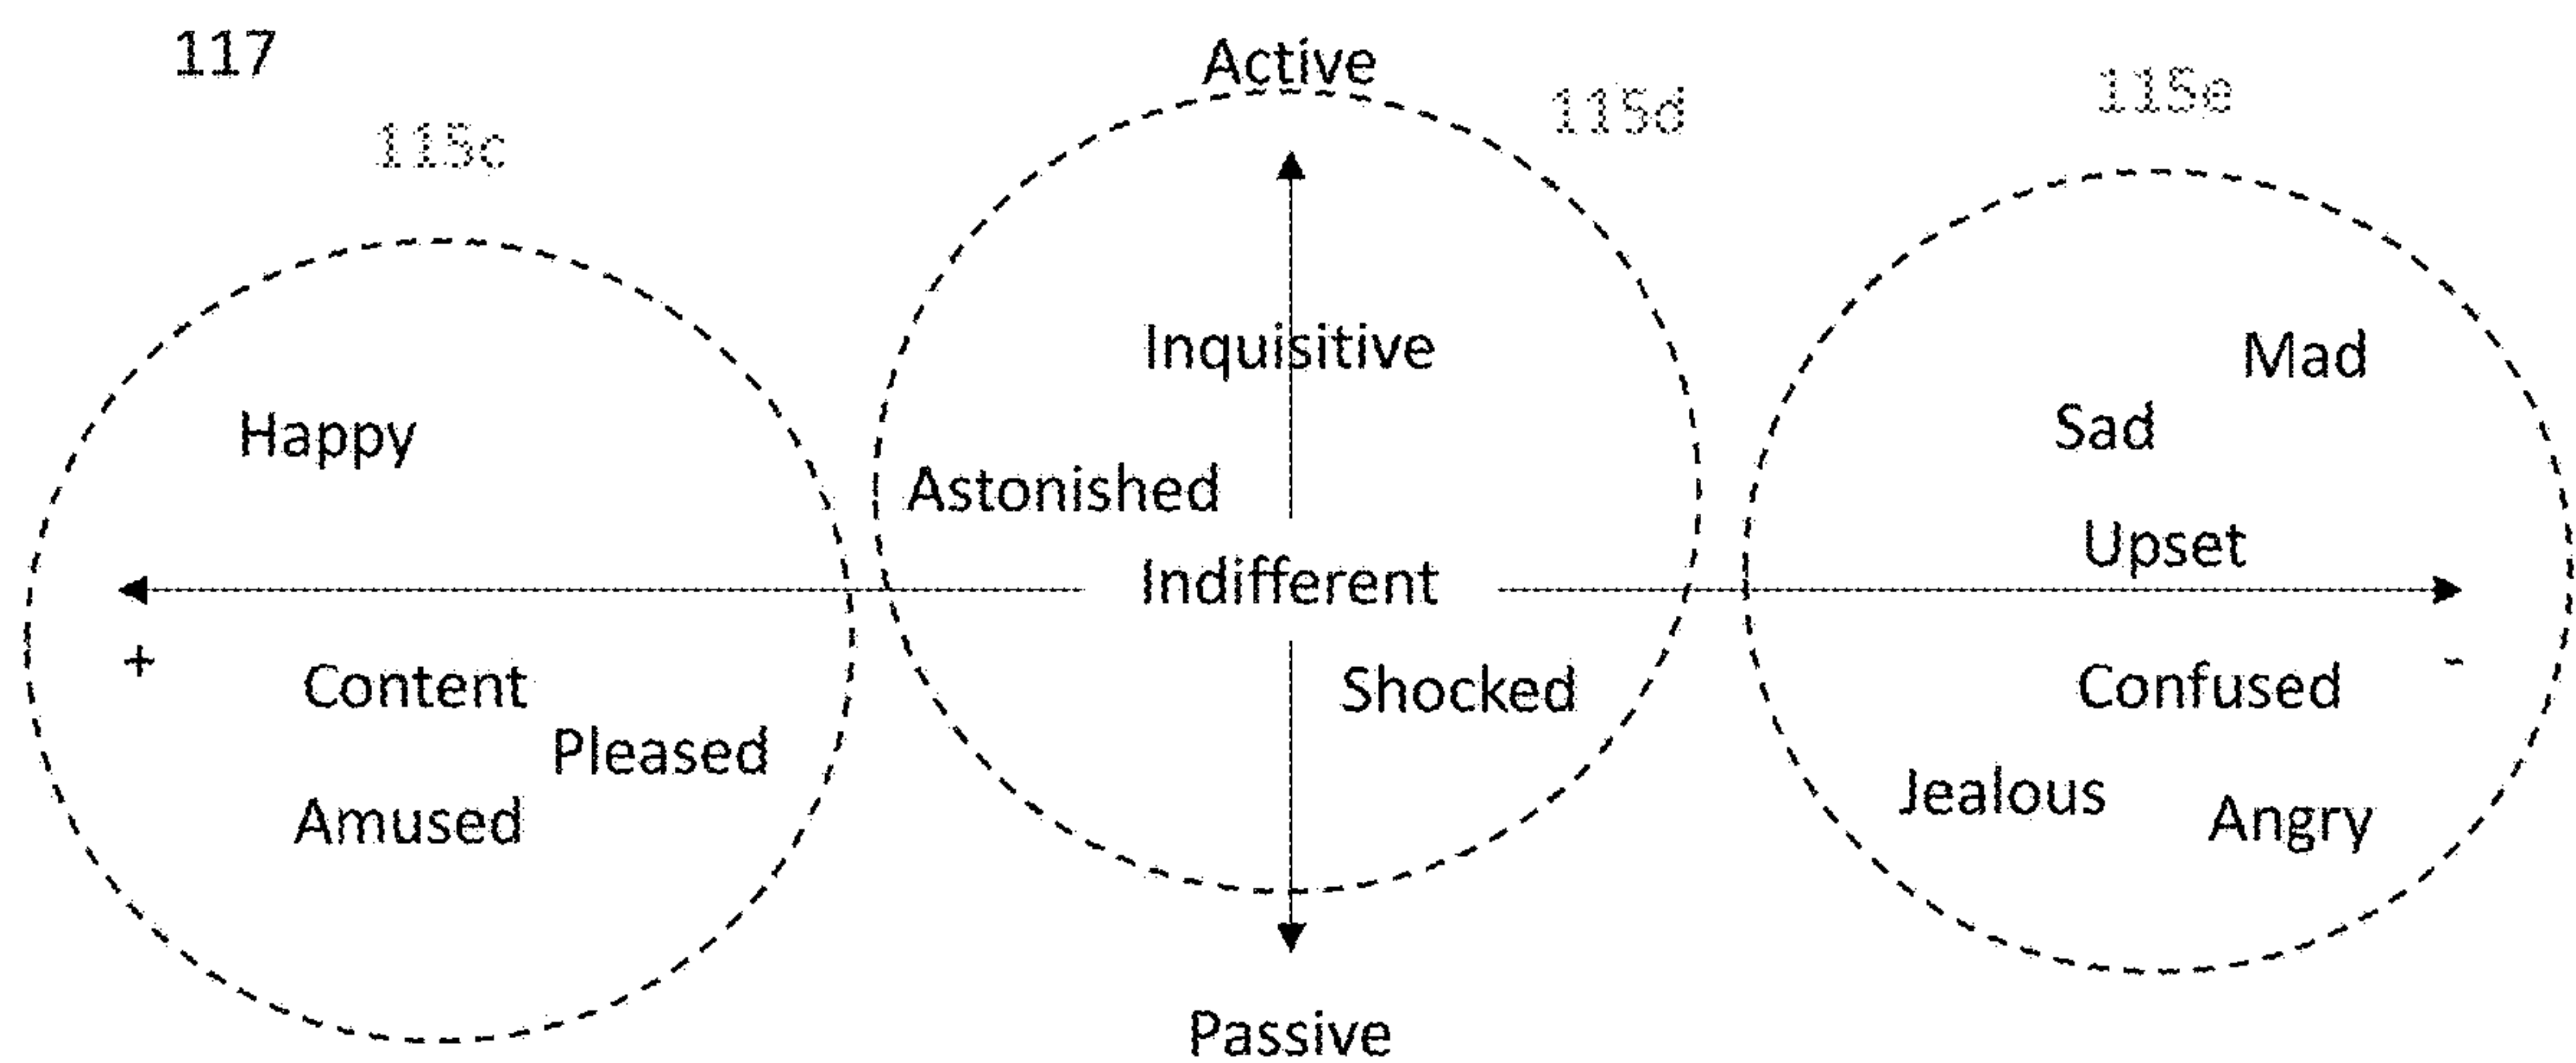 117
Active
115d
115e
115c
Inquisitive
Mad
Sad
Happy
Astonished
Upset
Indifferent
+
-
Content
Shocked
Confused
Pleased
Jealous
Angry
Amused
Passive